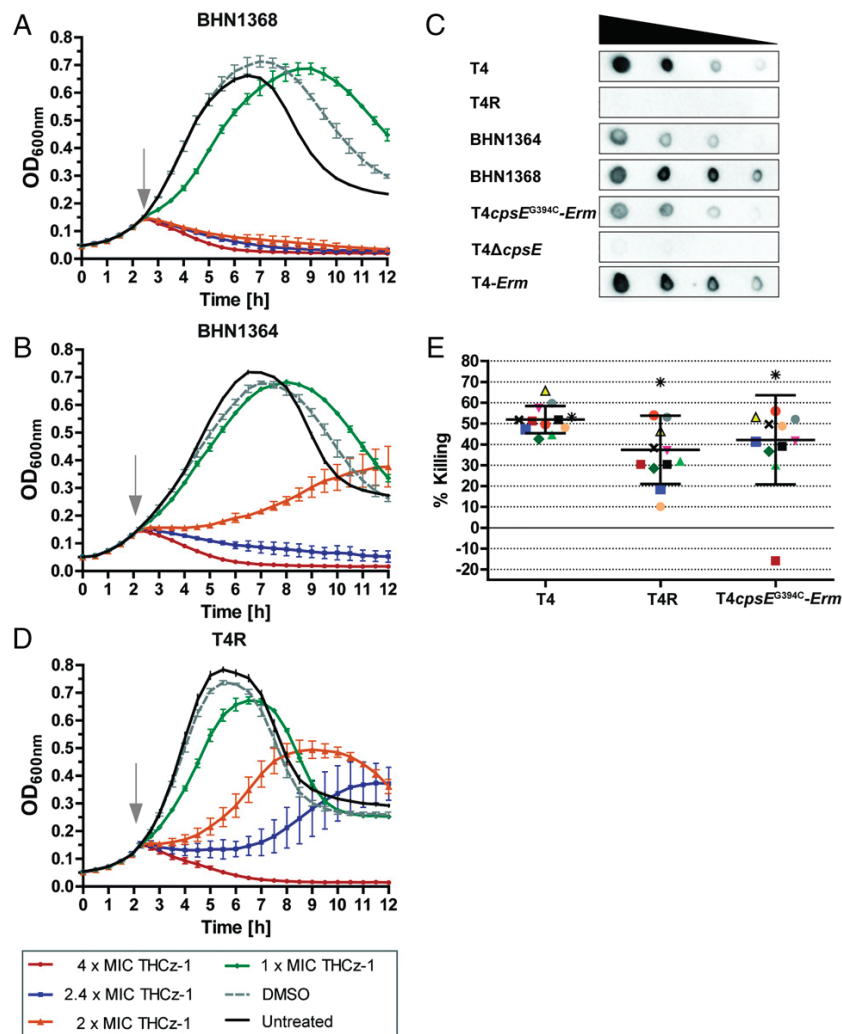 A
BHN1368
OD600nm
0.8
0.7
0.6
0.5
0.4
0.3
0.2
0.1
0.0
0 1 2 3 4 5 6 7 8 9 10 11 12
Time [h]
B
BHN1364
OD600nm
0.8
0.7
0.6
0.5
0.4
0.3
0.2
0.1
0.0
0 1 2 3 4 5 6 7 8 9 10 11 12
Time [h]
D
T4R
OD600nm
0.8
0.7
0.6
0.5
0.4
0.3
0.2
0.1
0.0
0 1 2 3 4 5 6 7 8 9 10 11 12
Time [h]
4 x MIC THCz-1
2.4 x MIC THCz-1
2 x MIC THCz-1
1 x MIC THCz-1
DMSO
Untreated
C
T4
T4R
BHN1364
BHN1368
T4cpsEG394C-Erm
T4ΔcpsE
T4-Erm
E
% Killing
80
70
60
50
40
30
20
10
0
-10
-20
T4 T4R T4cpsEG394C-Erm